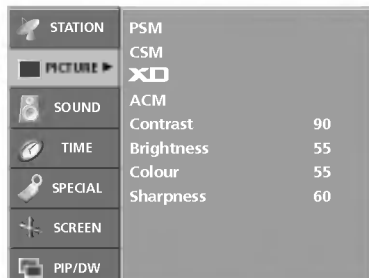 STATION
PICTURE ►
SOUND
TIME
SPECIAL
SCREEN
PIP/DW
PSM
CSM
XD
ACM
Contrast 90
Brightness 55
Colour 55
Sharpness 60